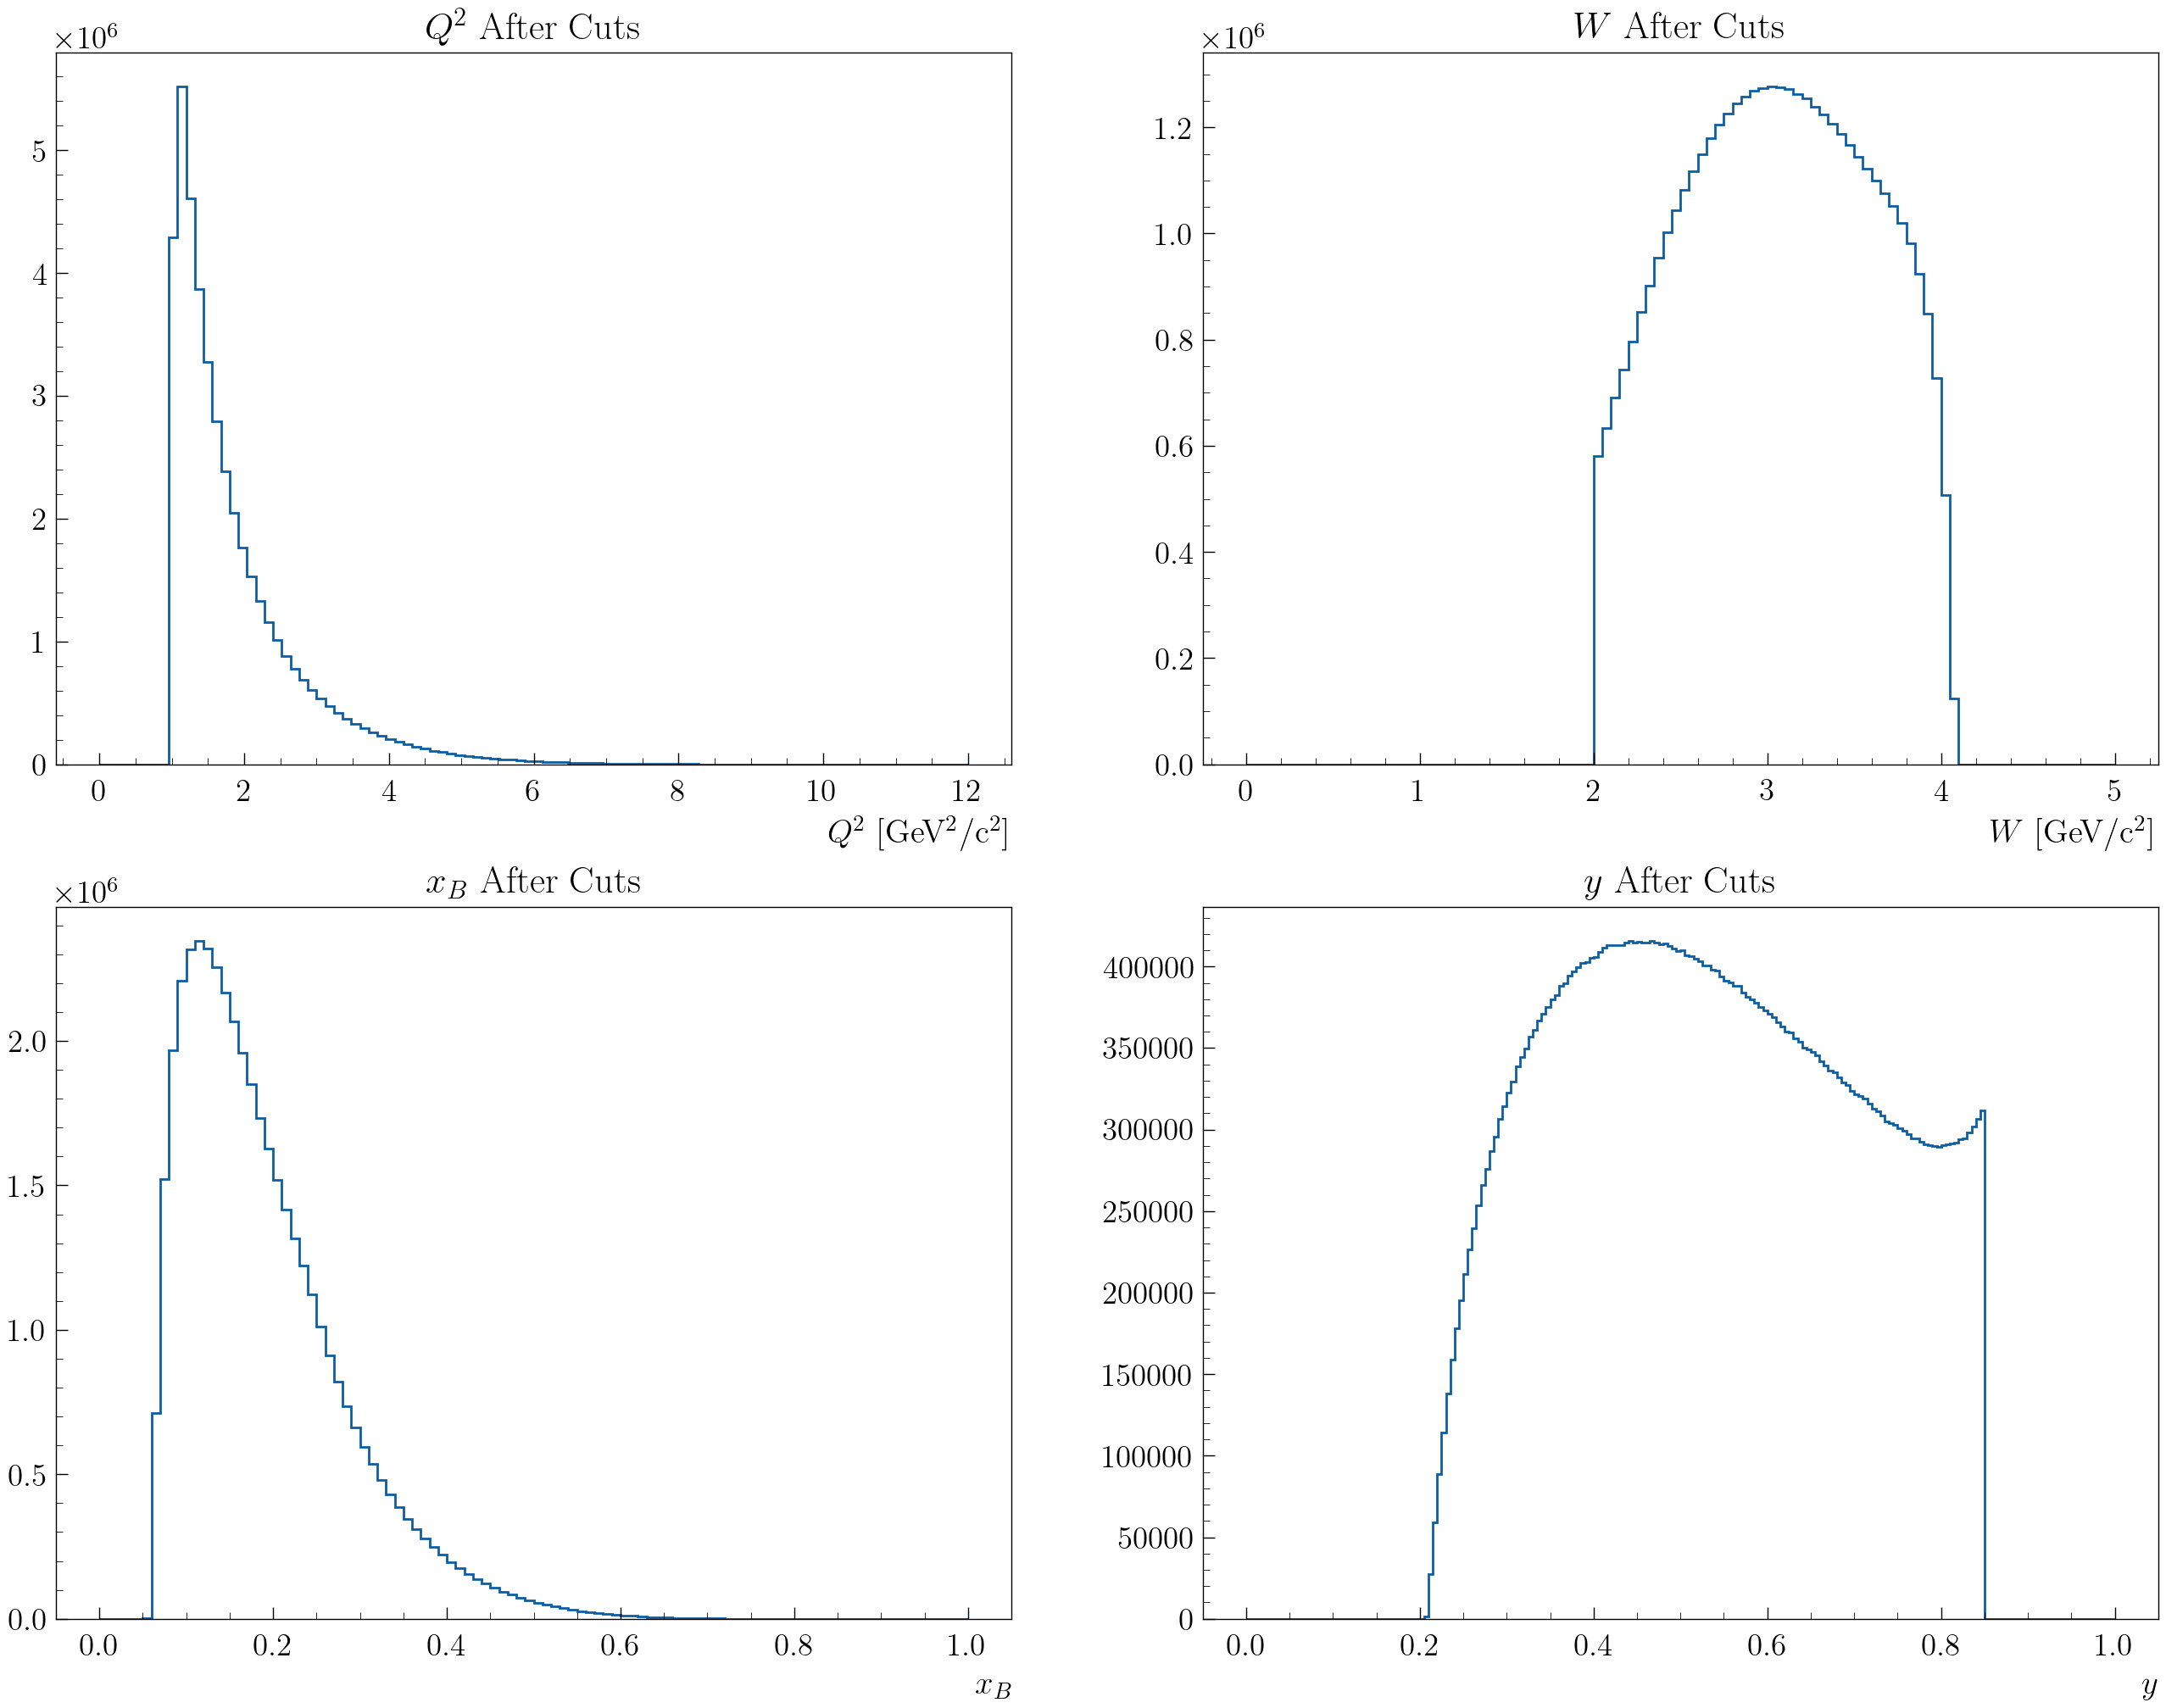 Q² After Cuts
×10⁶
5
4
3
2
1
0
0 2 4 6 8 10 12
Q² [GeV²/c²]
W After Cuts
×10⁶
1.2
1.0
0.8
0.6
0.4
0.2
0.0
0 1 2 3 4 5
W [GeV/c²]
x_B After Cuts
×10⁶
2.0
1.5
1.0
0.5
0.0
0.0 0.2 0.4 0.6 0.8 1.0
x_B
y After Cuts
400000
350000
300000
250000
200000
150000
100000
50000
0
0.0 0.2 0.4 0.6 0.8 1.0
y